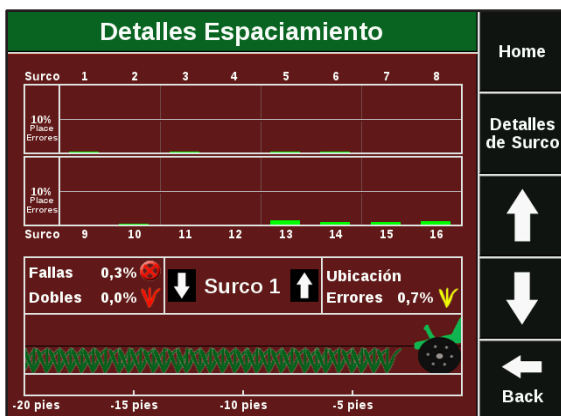 Detalles Espaciamiento
Home
Surco 1 2 3 4 5 6 7 8
10%
Place
Errores
Detalles
de Surco
10%
Place
Errores
Surco 9 10 11 12 13 14 15 16
Fallas 0,3%
Dobles 0,0%
Surco 1
Ubicación
Errores 0,7%
-20 pies -15 pies -10 pies -5 pies
Back